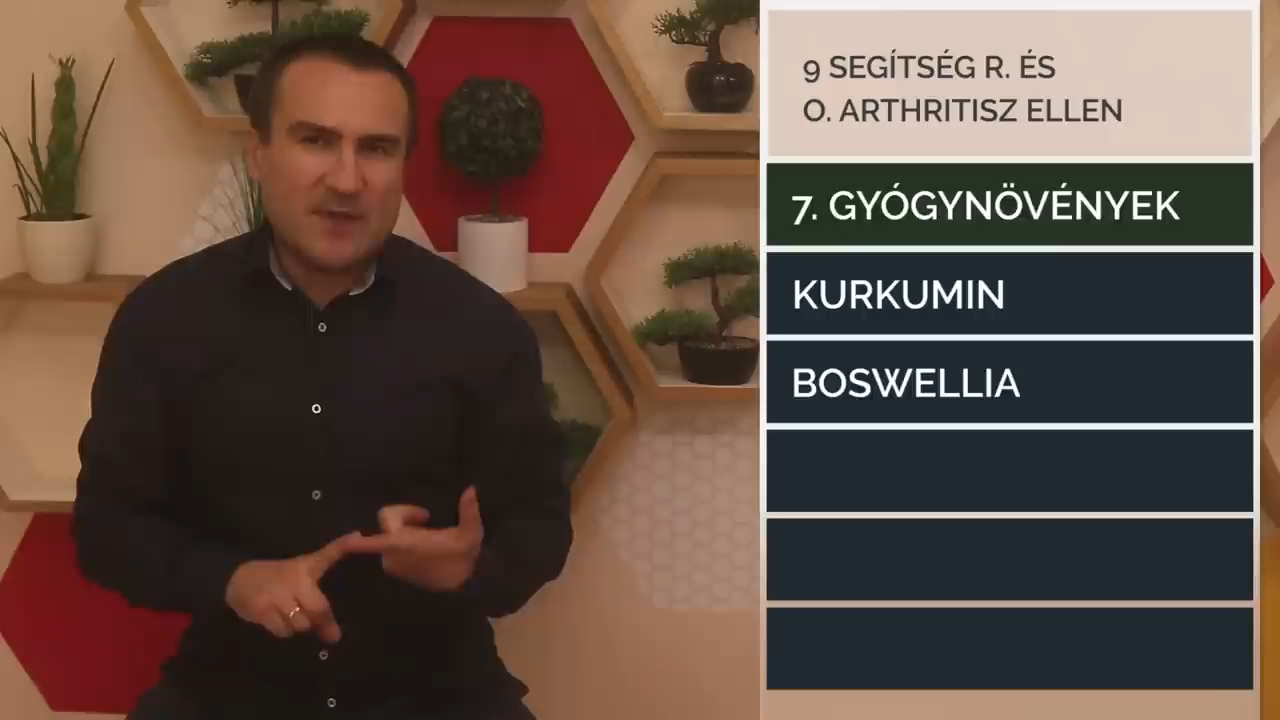 9 SEGÍTSÉG R. ÉS
O. ARTHRITISZ ELLEN
7. GYÓGYNÖVÉNYEK
KURKUMIN
BOSWELLIA